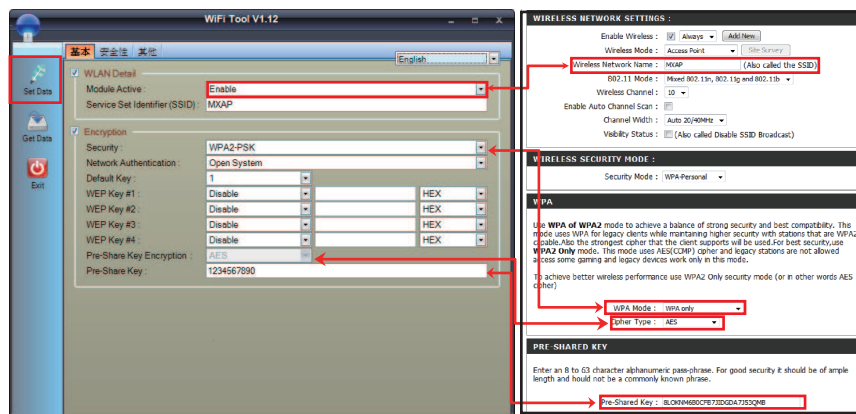 WiFi Tool V1.12
基本 安全性 其他
English
Set Data
Get Data
Exit
WLAN Detail
Module Active : Enable
Service Set Identifier (SSID) : MXAP
Encryption
Security : WPA2-PSK
Network Authentication : Open System
Default Key : 1
WEP Key #1 : Disable HEX
WEP Key #2 : Disable HEX
WEP Key #3 : Disable HEX
WEP Key #4 : Disable HEX
Pre-Share Key Encryption : AES
Pre-Share Key : 1234567890
WIRELESS NETWORK SETTINGS :
Enable Wireless : Always Add New
Wireless Mode : Access Point Site Survey
Wireless Network Name : MXAP (Also called the SSID)
802.11 Mode : Mixed 802.11n, 802.11g and 802.11b
Wireless Channel : 10
Enable Auto Channel Scan :
Channel Width : Auto 20/40MHz
Visibility Status : (Also called Disable SSID Broadcast)
WIRELESS SECURITY MODE :
Security Mode : WPA-Personal
WPA
Use WPA of WPA2 mode to achieve a balance of strong security and best compatibility. This
mode uses WPA for legacy clients while maintaining higher security with stations that are WPA2
capable.Also the strongest cipher that the client supports will be used.For best security,use
WPA2 Only mode. This mode uses AES(CCMP) cipher and legacy stations are not allowed
access some gaming and legacy devices work only in this mode.
To achieve better wireless performance use WPA2 Only security mode (or in other words AES
cipher)
WPA Mode : WPA only
Cipher Type : AES
PRE-SHARED KEY
Enter an 8 to 63 character alphanumeric pass-phrase. For good security it should be of ample
length and hould not be a commonly known phrase.
Pre-Shared Key :